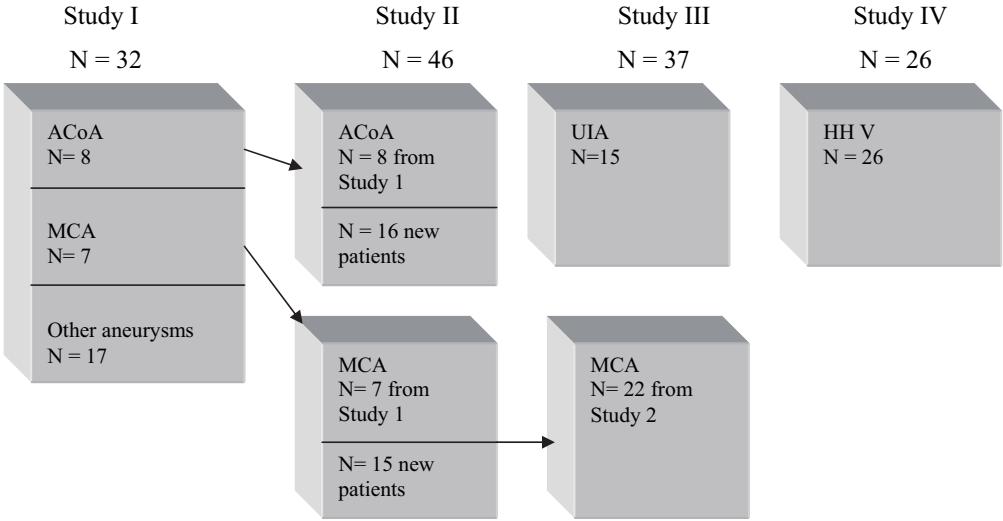 Study I
N = 32
ACoA
N= 8
MCA
N= 7
Other aneurysms
N = 17
Study II
N = 46
ACoA
N = 8 from
Study 1
N = 16 new
patients
MCA
N= 7 from
Study 1
N= 15 new
patients
Study III
N = 37
UIA
N=15
MCA
N= 22 from
Study 2
Study IV
N = 26
HH V
N = 26